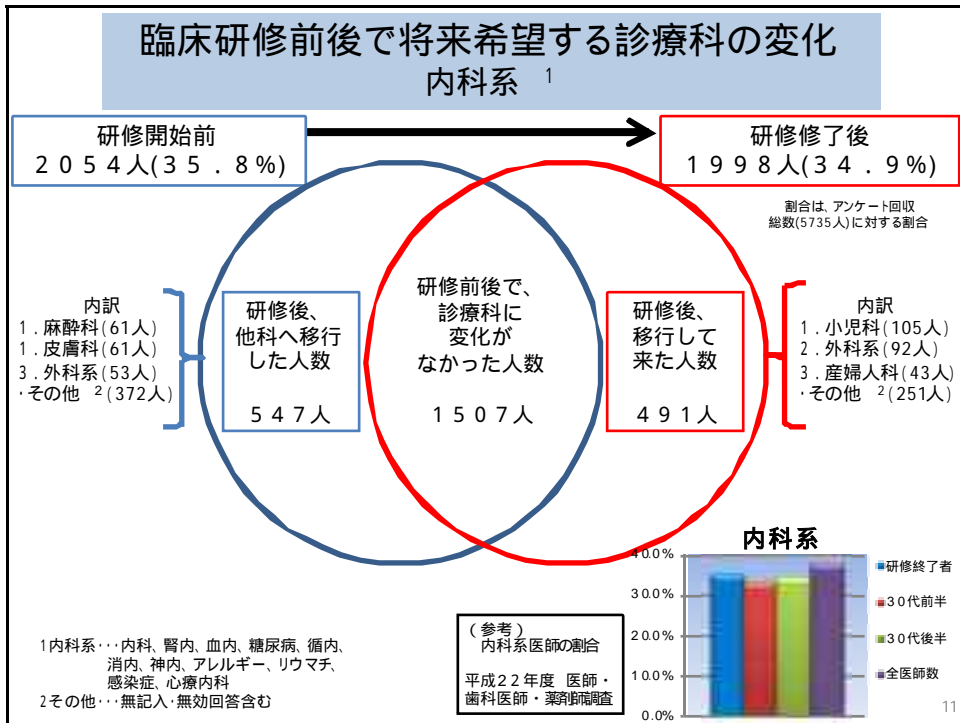 臨床研修前後で将来希望する診療科の変化
内科系 1
研修開始前
2054人(35.8%)
研修修了後
1998人(34.9%)
割合は、アンケート回収
総数(5735人)に対する割合
内訳
1.麻酔科(61人)
1.皮膚科(61人)
3.外科系(53人)
・その他 2(372人)
研修後、
他科へ移行
した人数
547人
研修前後で、
診療科に
変化が
なかった人数
1507人
研修後、
移行して
来た人数
491人
内訳
1.小児科(105人)
2.外科系(92人)
3.産婦人科(43人)
・その他 2(251人)
1内科系・・・内科、腎内、血内、糖尿病、循内、
消内、神内、アレルギー、リウマチ、
感染症、心療内科
2その他・・・無記入・無効回答含む
(参考)
内科系医師の割合
平成22年度 医師・
歯科医師・薬剤師調査
内科系
40.0%
30.0%
20.0%
10.0%
0.0%
研修終了者
30代前半
30代後半
全医師数
11